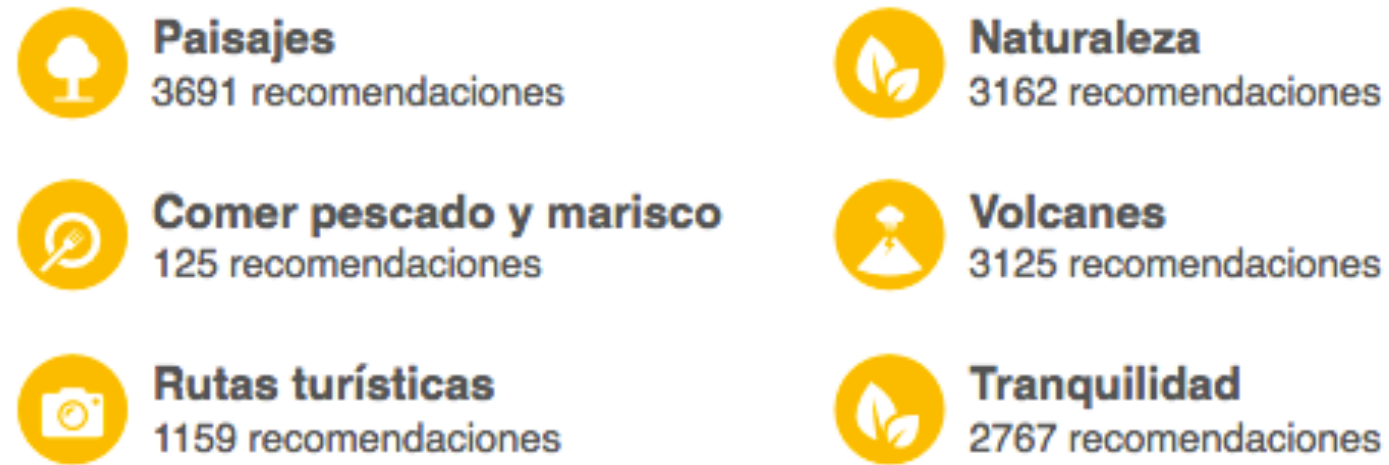 Paisajes
3691 recomendaciones
Naturaleza
3162 recomendaciones
Comer pescado y marisco
125 recomendaciones
Volcanes
3125 recomendaciones
Rutas turísticas
1159 recomendaciones
Tranquilidad
2767 recomendaciones